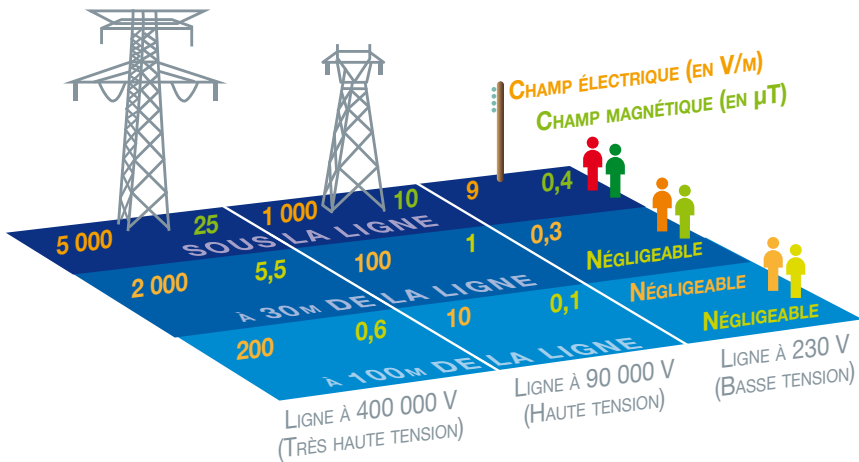 CHAMP ÉLECTRIQUE (EN V/M)
CHAMP MAGNÉTIQUE (EN µT)
5 000 25 1 000 10 9 0,4
SOUS LA LIGNE
2 000 5,5 100 1 0,3 NÉGLIGEABLE
À 30M DE LA LIGNE
200 0,6 10 0,1 NÉGLIGEABLE NÉGLIGEABLE
À 100M DE LA LIGNE
LIGNE À 400 000 V
(TRÈS HAUTE TENSION)
LIGNE À 90 000 V
(HAUTE TENSION)
LIGNE À 230 V
(BASSE TENSION)